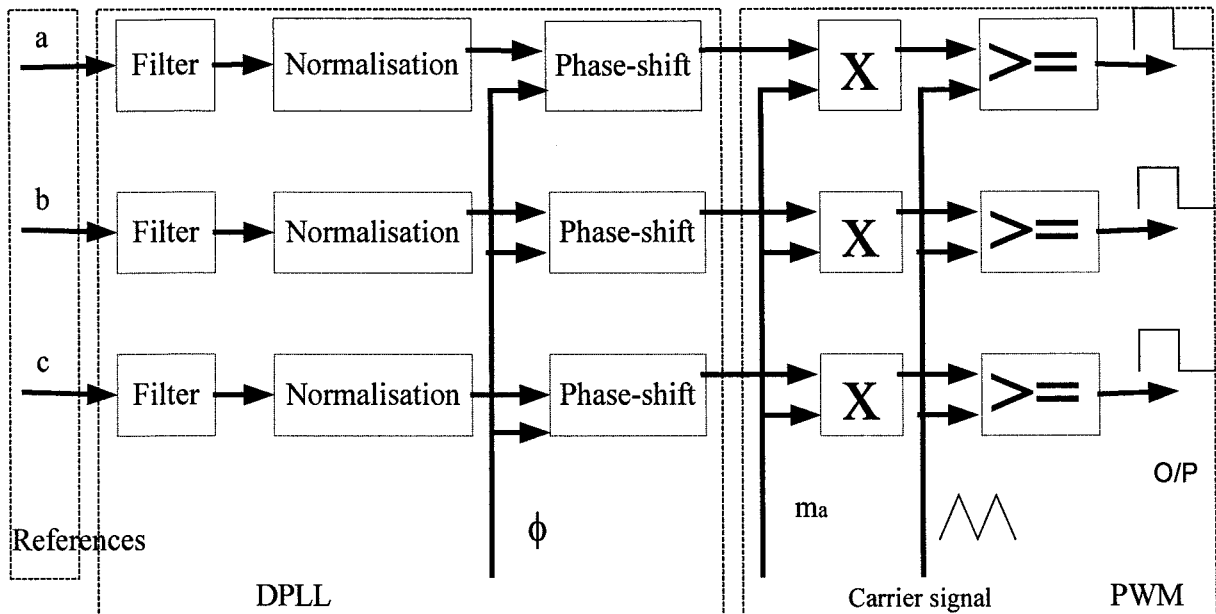 a
Filter
Normalisation
Phase-shift
X
>=
b
Filter
Normalisation
Phase-shift
X
>=
c
Filter
Normalisation
Phase-shift
X
>=
O/P
ϕ
ma
References
DPLL
Carrier signal
PWM